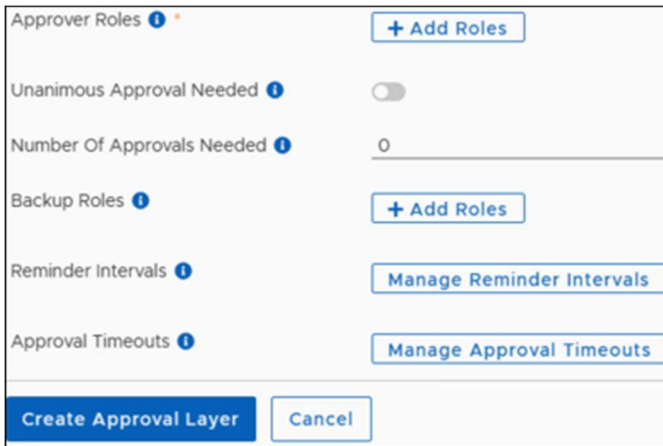 Approver Roles i *
+ Add Roles
Unanimous Approval Needed i
Number Of Approvals Needed i
0
Backup Roles i
+ Add Roles
Reminder Intervals i
Manage Reminder Intervals
Approval Timeouts i
Manage Approval Timeouts
Create Approval Layer
Cancel